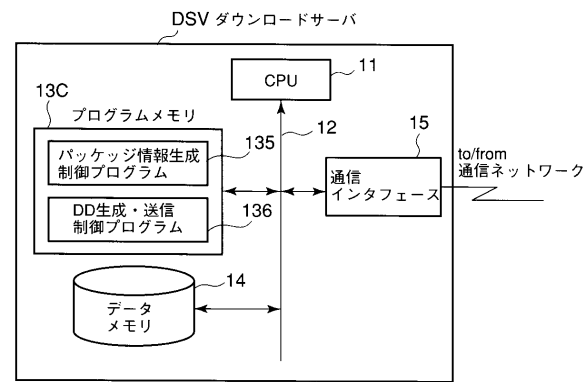 DSV ダウンロードサーバ
CPU
11
13C
プログラムメモリ
12
15
パッケージ情報生成
制御プログラム
135
通信
インタフェース
to/from
通信ネットワーク
DD生成・送信
制御プログラム
136
14
データ
メモリ